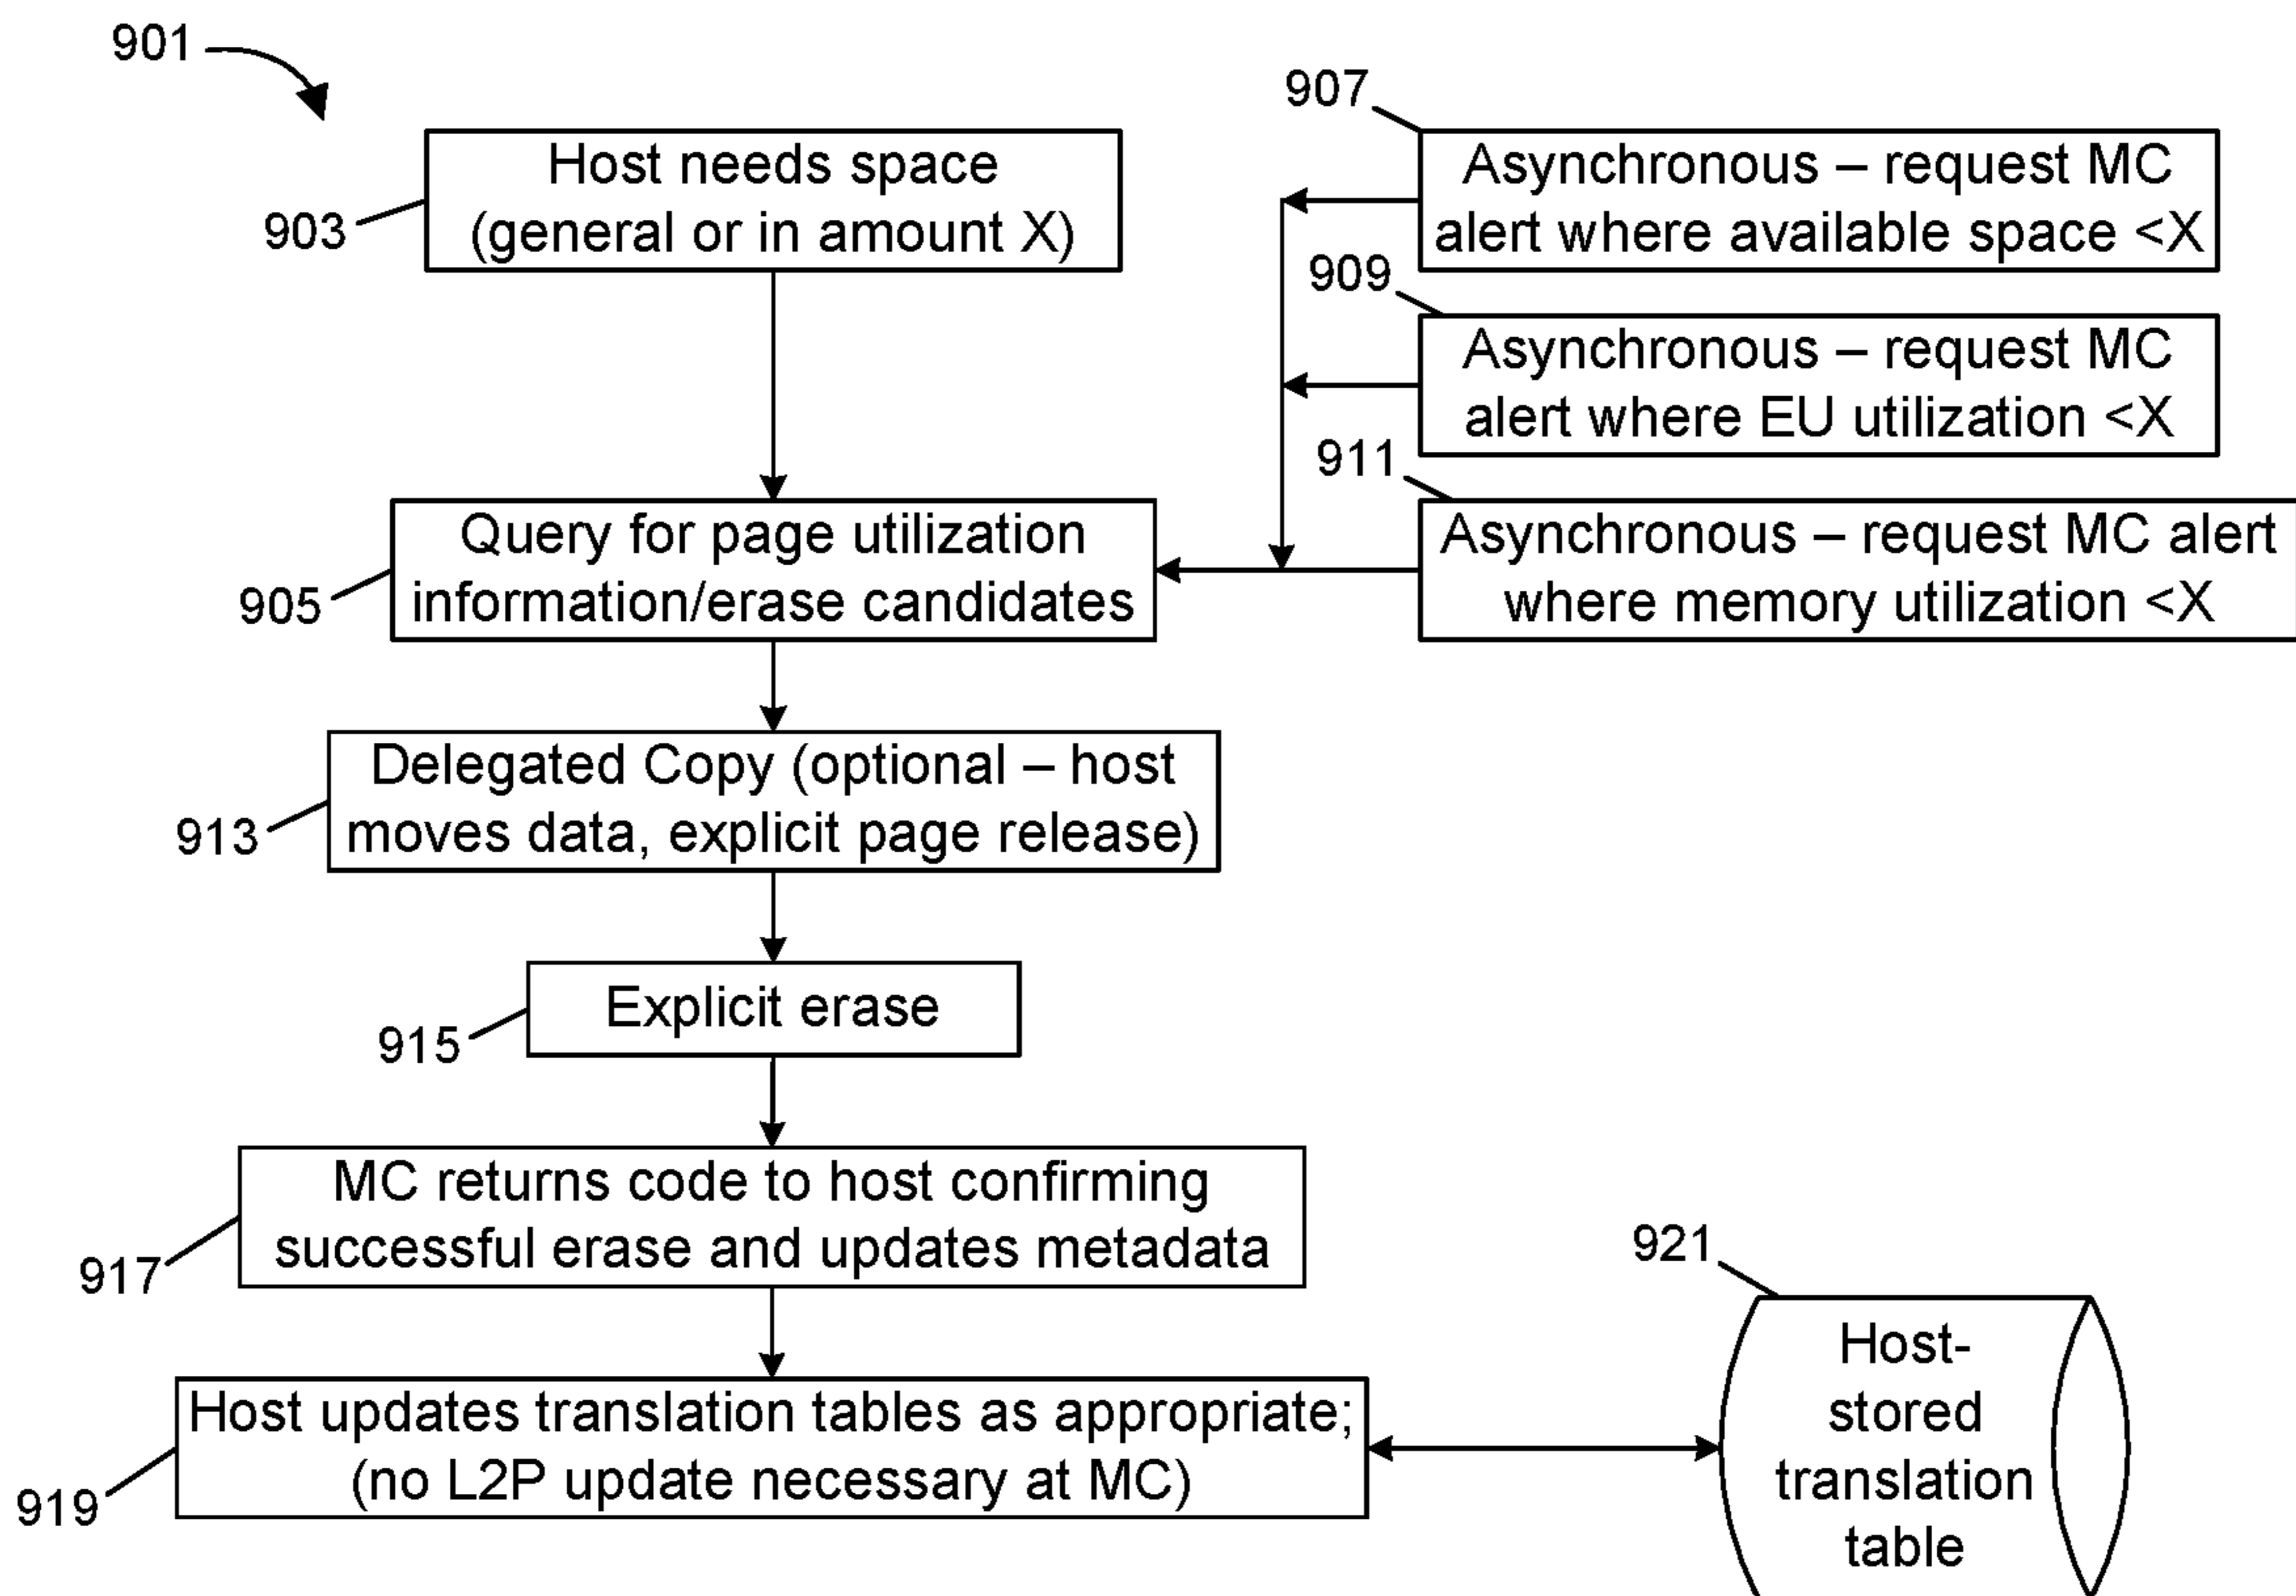 901
903
Host needs space
(general or in amount X)
907
Asynchronous – request MC
alert where available space <X
909
Asynchronous – request MC
alert where EU utilization <X
911
Asynchronous – request MC alert
where memory utilization <X
905
Query for page utilization
information/erase candidates
913
Delegated Copy (optional – host
moves data, explicit page release)
915
Explicit erase
917
MC returns code to host confirming
successful erase and updates metadata
919
Host updates translation tables as appropriate;
(no L2P update necessary at MC)
921
Host-
stored
translation
table